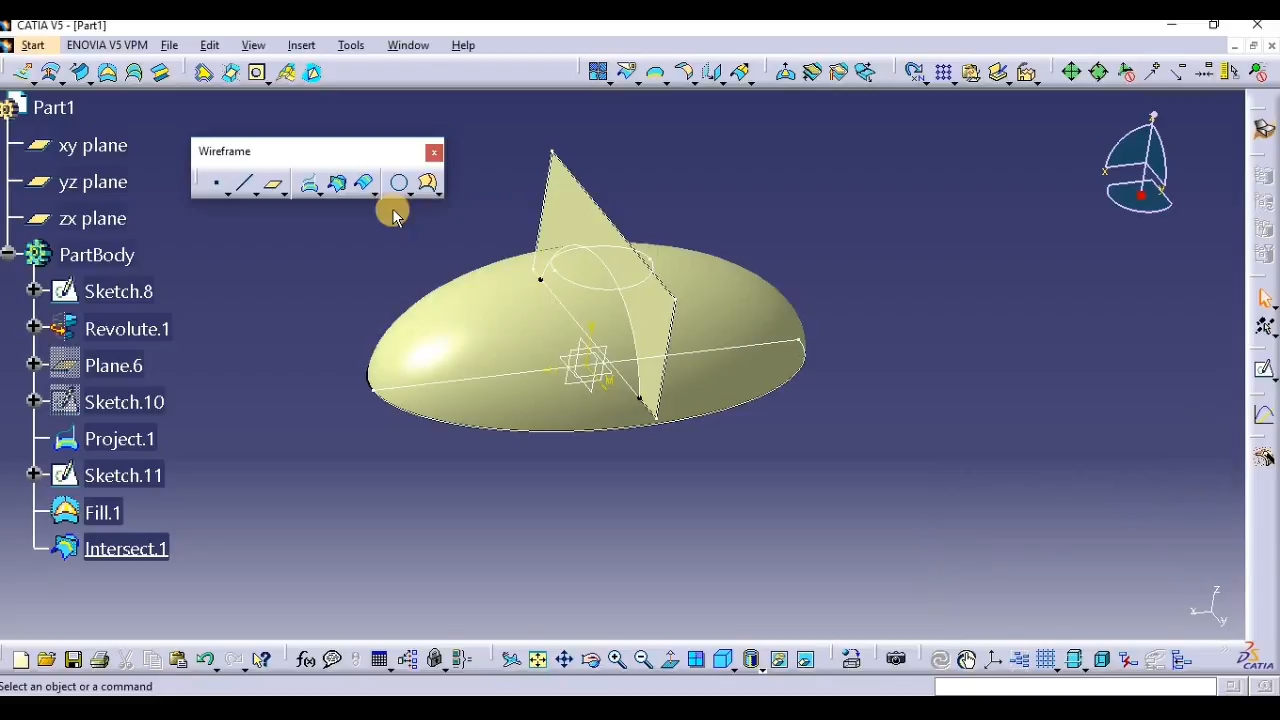 CATIA V5 - [Part1]
Start ENOVIA V5 VPM File Edit View Insert Tools Window Help
Part1
xy plane
yz plane
zx plane
PartBody
Sketch.8
Revolute.1
Plane.6
Sketch.10
Project.1
Sketch.11
Fill.1
Intersect.1
Wireframe
f(x)
z
x
y
CATIA
Select an object or a command